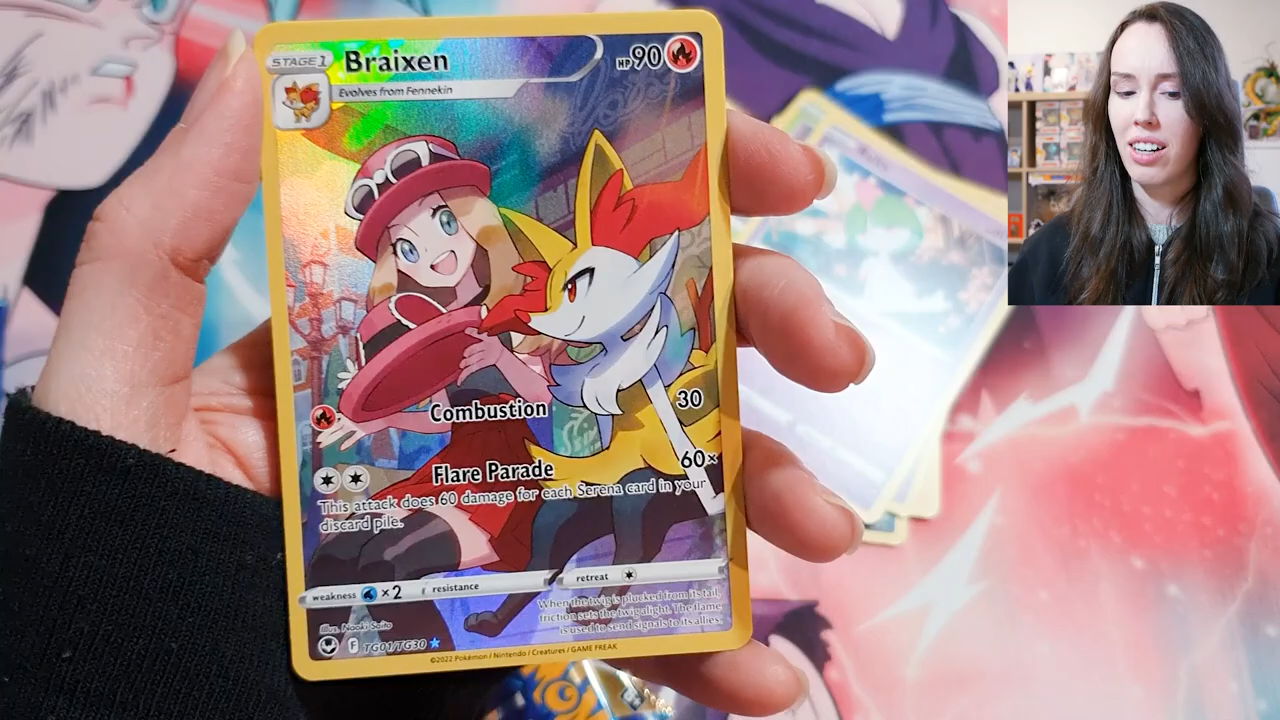 STAGE 1
Braixen
HP 90
Evolves from Fennekin
Combustion 30
Flare Parade 60×
This attack does 60 damage for each Serena card in your
discard pile.
weakness ×2 resistance retreat
When the twig is plucked from its tail,
friction sets the twig alight. The flame
is used to send signals to its allies.
Illus. Naoki Saito
F TG01/TG30
©2022 Pokémon / Nintendo / Creatures / GAME FREAK